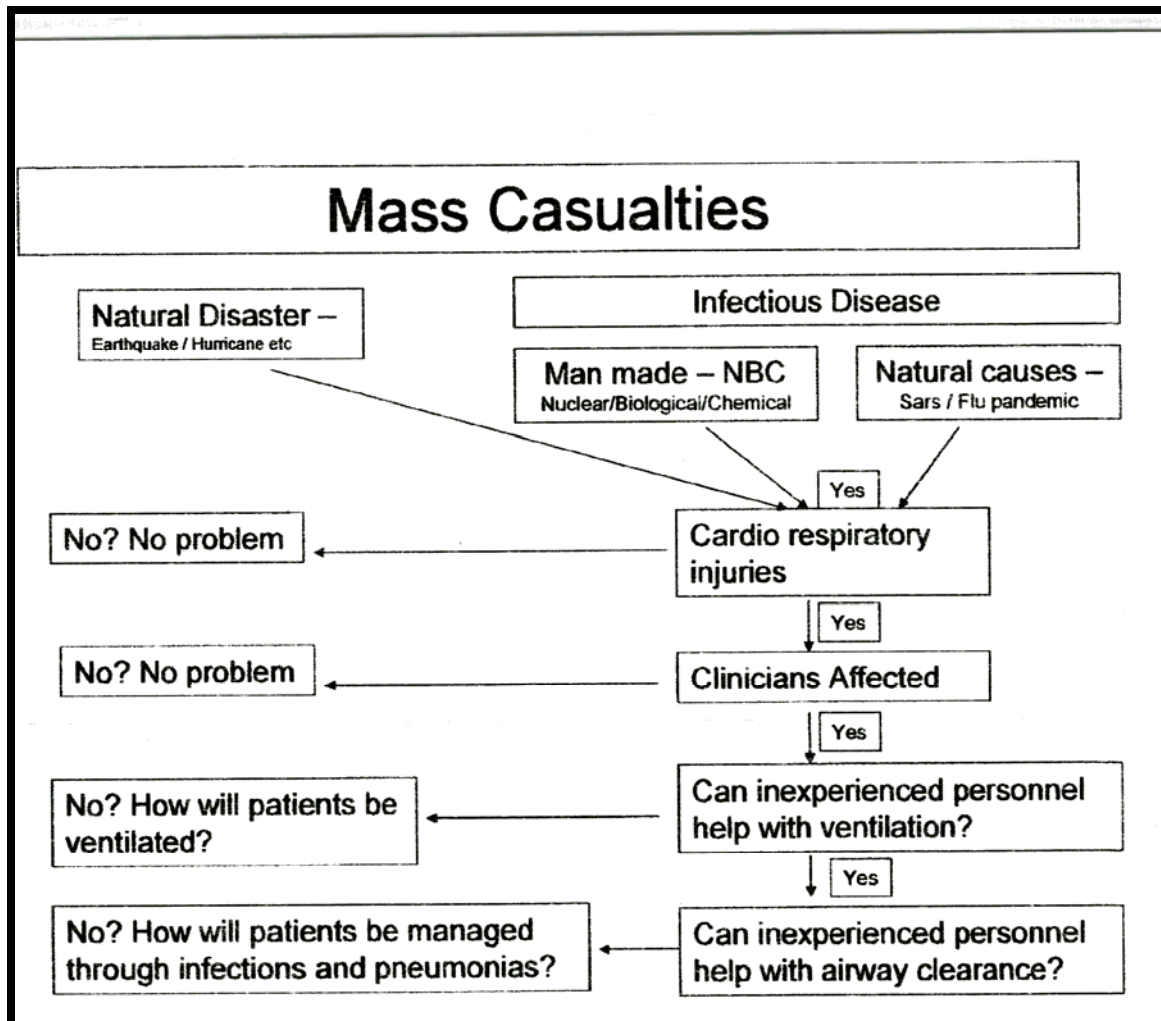 Mass Casualties
Natural Disaster –
Earthquake / Hurricane etc
Infectious Disease
Man made – NBC
Nuclear/Biological/Chemical
Natural causes –
Sars / Flu pandemic
Yes
No? No problem
Cardio respiratory
injuries
Yes
No? No problem
Clinicians Affected
Yes
No? How will patients be
ventilated?
Can inexperienced personnel
help with ventilation?
Yes
No? How will patients be managed
through infections and pneumonias?
Can inexperienced personnel
help with airway clearance?